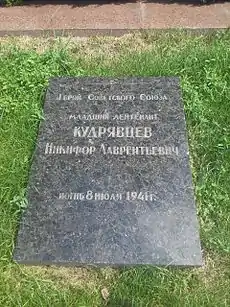 Герой Советского Союза
младший лейтенант
КУДРЯВЦЕВ
Никифор Лаврентьевич
погиб 8 июля 1941 г.